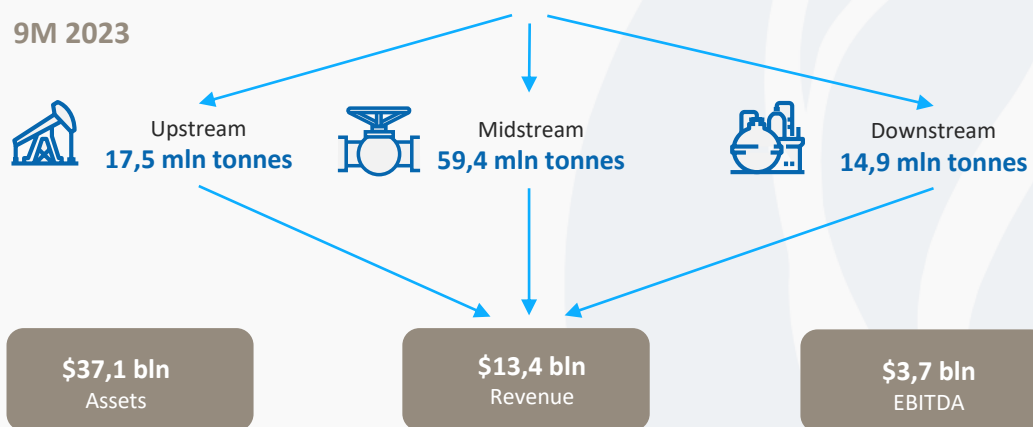 9M 2023
Upstream
17,5 mln tonnes
Midstream
59,4 mln tonnes
Downstream
14,9 mln tonnes
$37,1 bln
Assets
$13,4 bln
Revenue
$3,7 bln
EBITDA